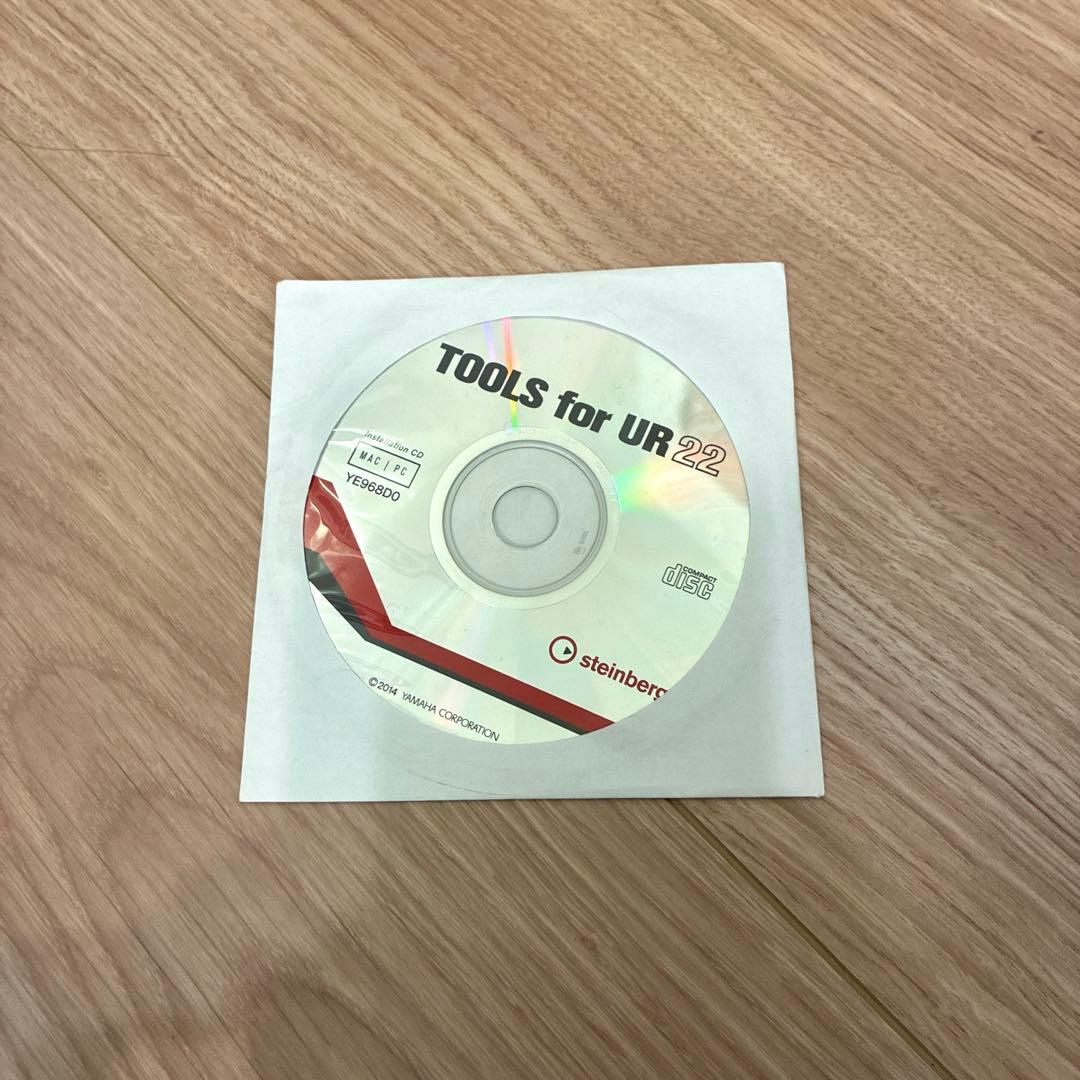 TOOLS for UR22
Installation CD
MAC | PC
YE968D0
COMPACT
disc
steinberg
©2014 YAMAHA CORPORATION